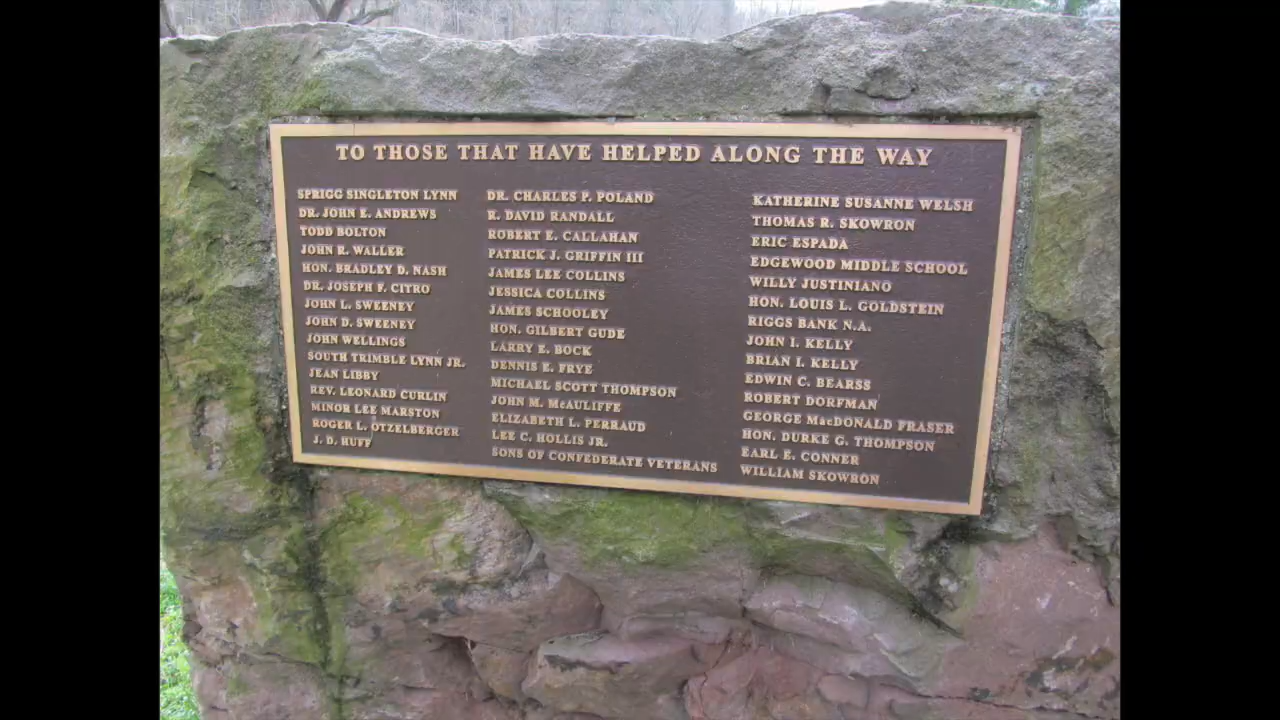 TO THOSE THAT HAVE HELPED ALONG THE WAY
SPRIGG SINGLETON LYNN
DR. JOHN E. ANDREWS
TODD BOLTON
JOHN R. WALLER
HON. BRADLEY D. NASH
DR. JOSEPH F. CITRO
JOHN L. SWEENEY
JOHN D. SWEENEY
JOHN WELLINGS
SOUTH TRIMBLE LYNN JR.
JEAN LIBBY
REV. LEONARD CURLIN
MINOR LEE MARSTON
ROGER L. OTZELBERGER
J. D. HUFF
DR. CHARLES P. POLAND
R. DAVID RANDALL
ROBERT E. CALLAHAN
PATRICK J. GRIFFIN III
JAMES LEE COLLINS
JESSICA COLLINS
JAMES SCHOOLEY
HON. GILBERT GUDE
LARRY E. BOCK
DENNIS E. FRYE
MICHAEL SCOTT THOMPSON
JOHN M. McAULIFFE
ELIZABETH L. PERRAUD
LEE C. HOLLIS JR.
SONS OF CONFEDERATE VETERANS
KATHERINE SUSANNE WELSH
THOMAS R. SKOWRON
ERIC ESPADA
EDGEWOOD MIDDLE SCHOOL
WILLY JUSTINIANO
HON. LOUIS L. GOLDSTEIN
RIGGS BANK N.A.
JOHN I. KELLY
BRIAN I. KELLY
EDWIN C. BEARSS
ROBERT DORFMAN
GEORGE MacDONALD FRASER
HON. DURKE G. THOMPSON
EARL E. CONNER
WILLIAM SKOWRON